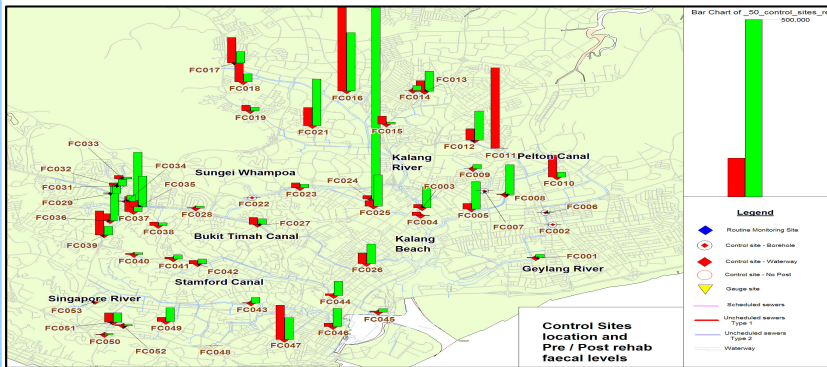 Bar Chart of _50_control_sites_re
500,000
FC017
FC018
FC019
FC021
FC016
FC015
FC013
FC014
FC012
FC011
Pelton Canal
FC009
FC010
FC033
FC032
FC031
FC029
FC034
FC035
FC036
FC037
FC038
FC039
FC028
Sungei Whampoa
FC023
FC022
FC027
Bukit Timah Canal
FC024
FC025
Kalang
River
FC003
FC004
FC005
FC008
FC007
FC006
FC002
Kalang
Beach
FC040
FC041
FC042
FC026
FC001
Geylang River
Stamford Canal
Singapore River
FC053
FC051
FC050
FC052
FC049
FC048
FC043
FC047
FC044
FC046
FC045
Control Sites
location and
Pre / Post rehab
faecal levels
Legend
Routine Monitoring Site
Control site - Borehole
Control site - Waterway
Control site - No Post
Gauge site
Scheduled sewers
Uncheduled sewers
Type 1
Uncheduled sewers
Type 2
Waterway